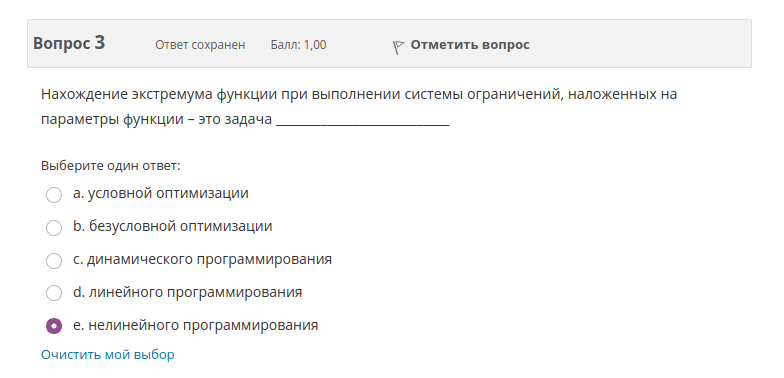 Вопрос 3 Ответ сохранен Балл: 1,00 Отметить вопрос
Нахождение экстремума функции при выполнении системы ограничений, наложенных на
параметры функции – это задача ___________________________
Выберите один ответ:
a. условной оптимизации
b. безусловной оптимизации
c. динамического программирования
d. линейного программирования
e. нелинейного программирования
Очистить мой выбор